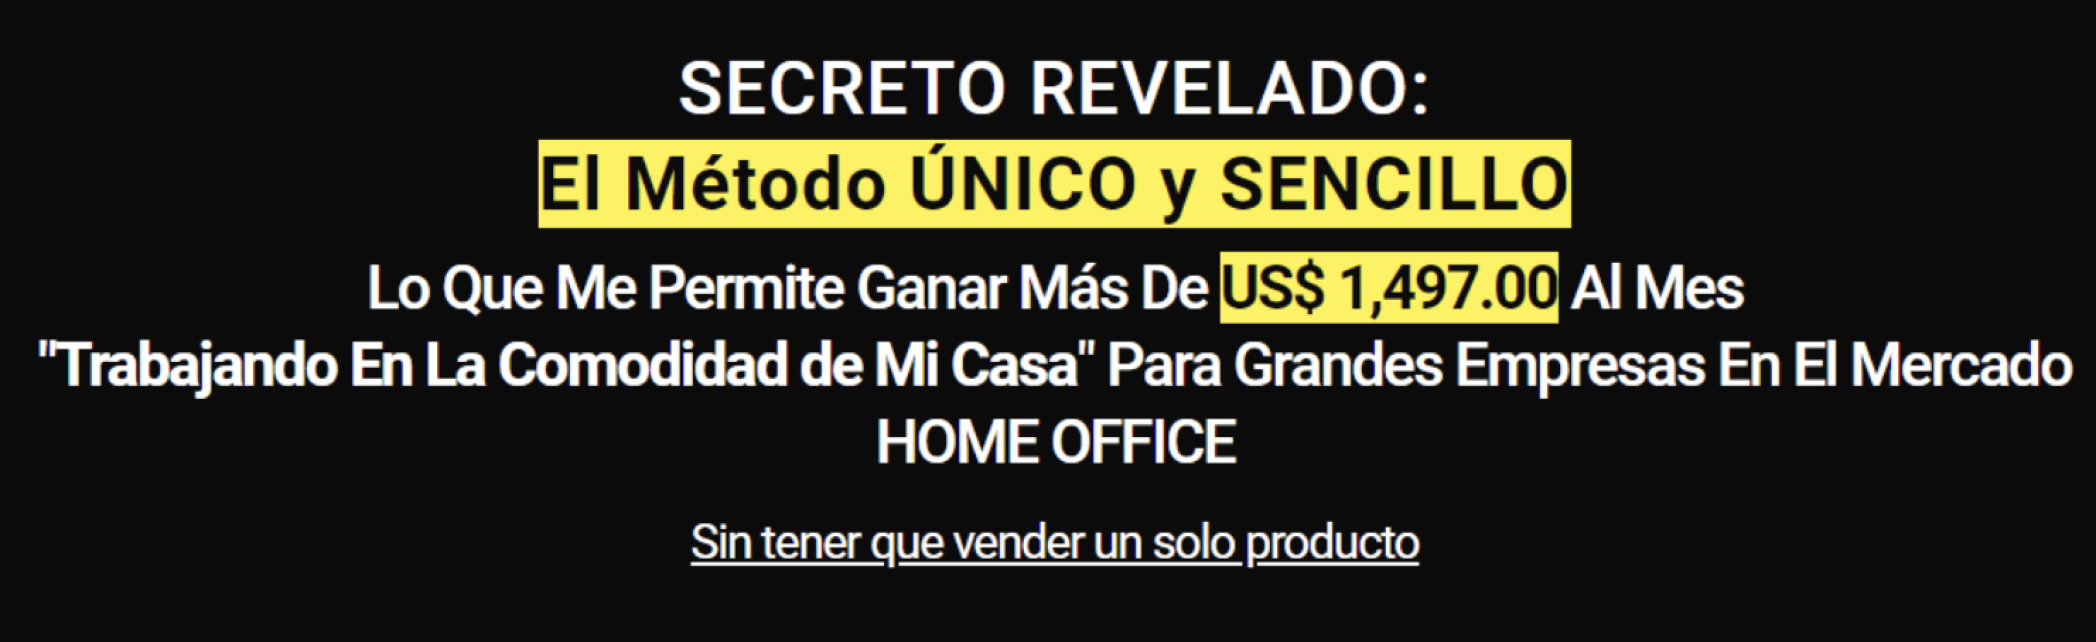 SECRETO REVELADO:
El Método ÚNICO y SENCILLO
Lo Que Me Permite Ganar Más De US$ 1,497.00 Al Mes
"Trabajando En La Comodidad de Mi Casa" Para Grandes Empresas En El Mercado
HOME OFFICE
Sin tener que vender un solo producto